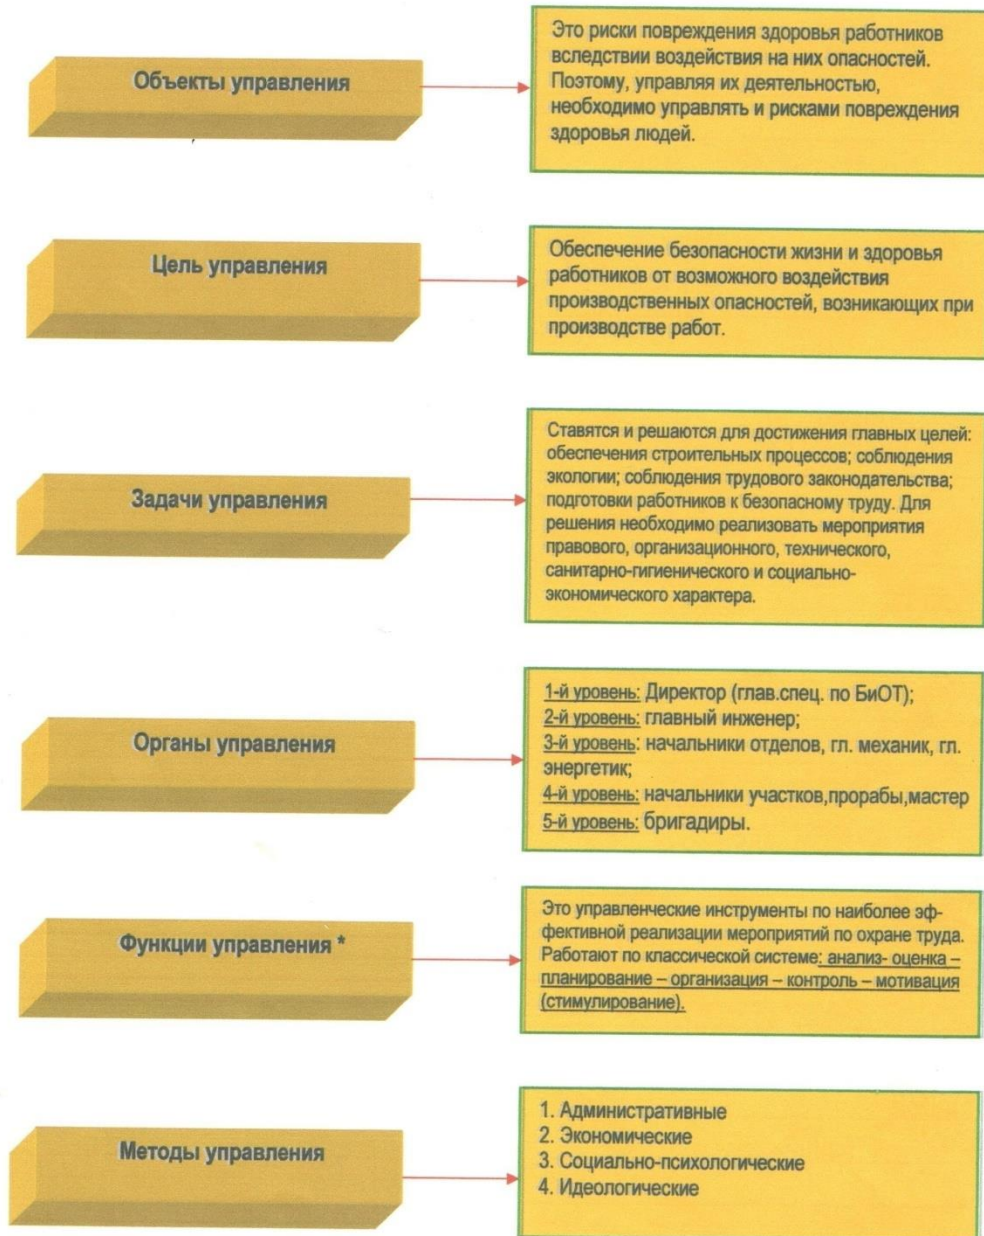 Объекты управления
Это риски повреждения здоровья работников
вследствии воздействия на них опасностей.
Поэтому, управляя их деятельностью,
необходимо управлять и рисками повреждения
здоровья людей.
Цель управления
Обеспечение безопасности жизни и здоровья
работников от возможного воздействия
производственных опасностей, возникающих при
производстве работ.
Задачи управления
Ставятся и решаются для достижения главных целей:
обеспечения строительных процессов; соблюдения
экологии; соблюдения трудового законодательства;
подготовки работников к безопасному труду. Для
решения необходимо реализовать мероприятия
правового, организационного, технического,
санитарно-гигиенического и социально-
экономического характера.
Органы управления
1-й уровень: Директор (глав.спец. по БиОТ);
2-й уровень: главный инженер;
3-й уровень: начальники отделов, гл. механик, гл.
энергетик;
4-й уровень: начальники участков,прорабы,мастер
5-й уровень: бригадиры.
Функции управления *
Это управленческие инструменты по наиболее эф-
фективной реализации мероприятий по охране труда.
Работают по классической системе: анализ- оценка –
планирование – организация – контроль – мотивация
(стимулирование).
Методы управления
1. Административные
2. Экономические
3. Социально-психологические
4. Идеологические